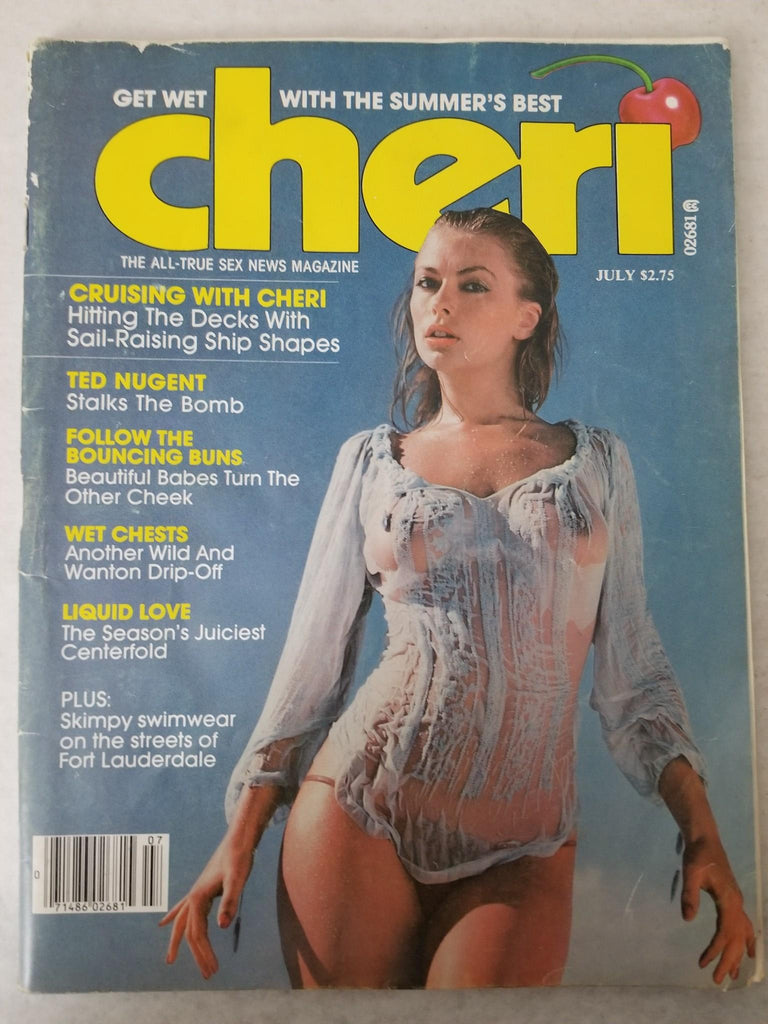 GET WET WITH THE SUMMER'S BEST
cheri
THE ALL-TRUE SEX NEWS MAGAZINE
JULY $2.75
02681
CRUISING WITH CHERI
Hitting The Decks With
Sail-Raising Ship Shapes
TED NUGENT
Stalks The Bomb
FOLLOW THE
BOUNCING BUNS
Beautiful Babes Turn The
Other Cheek
WET CHESTS
Another Wild And
Wanton Drip-Off
LIQUID LOVE
The Season's Juiciest
Centerfold
PLUS:
Skimpy swimwear
on the streets of
Fort Lauderdale
07
0
71486 02681